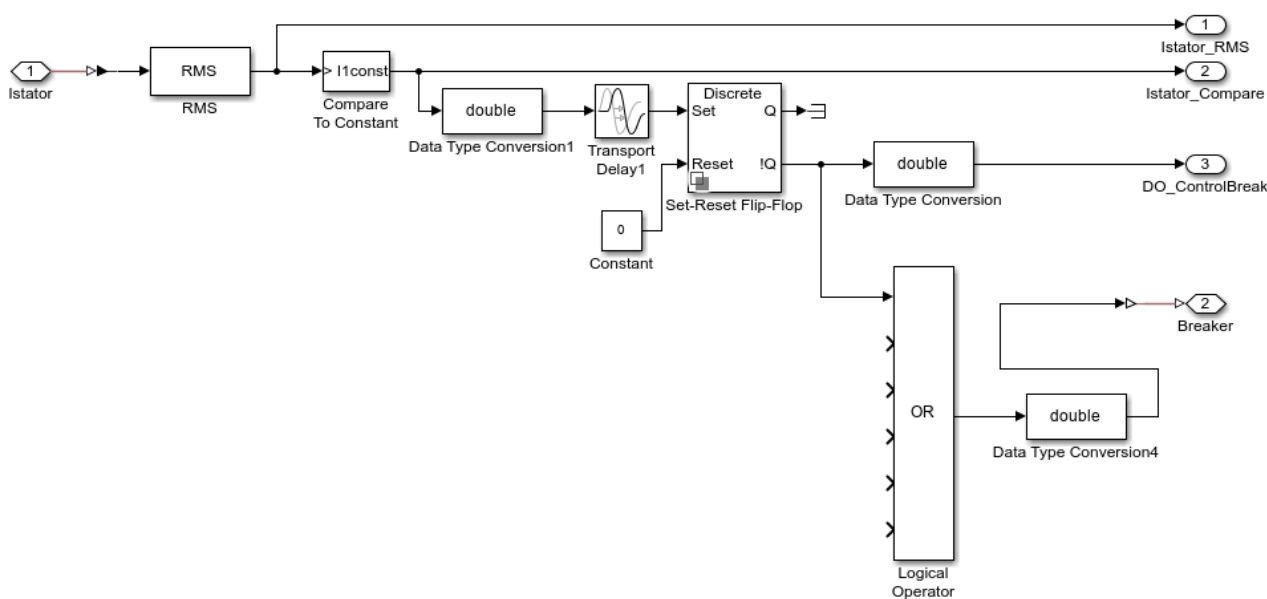 1
Istator_RMS
1
Istator
RMS
RMS
> I1const
Compare
To Constant
2
Istator_Compare
double
Data Type Conversion1
Transport
Delay1
Discrete
Set
Q
Reset
!Q
Set-Reset Flip-Flop
0
Constant
double
Data Type Conversion
3
DO_ControlBreak
2
Breaker
OR
Logical
Operator
double
Data Type Conversion4